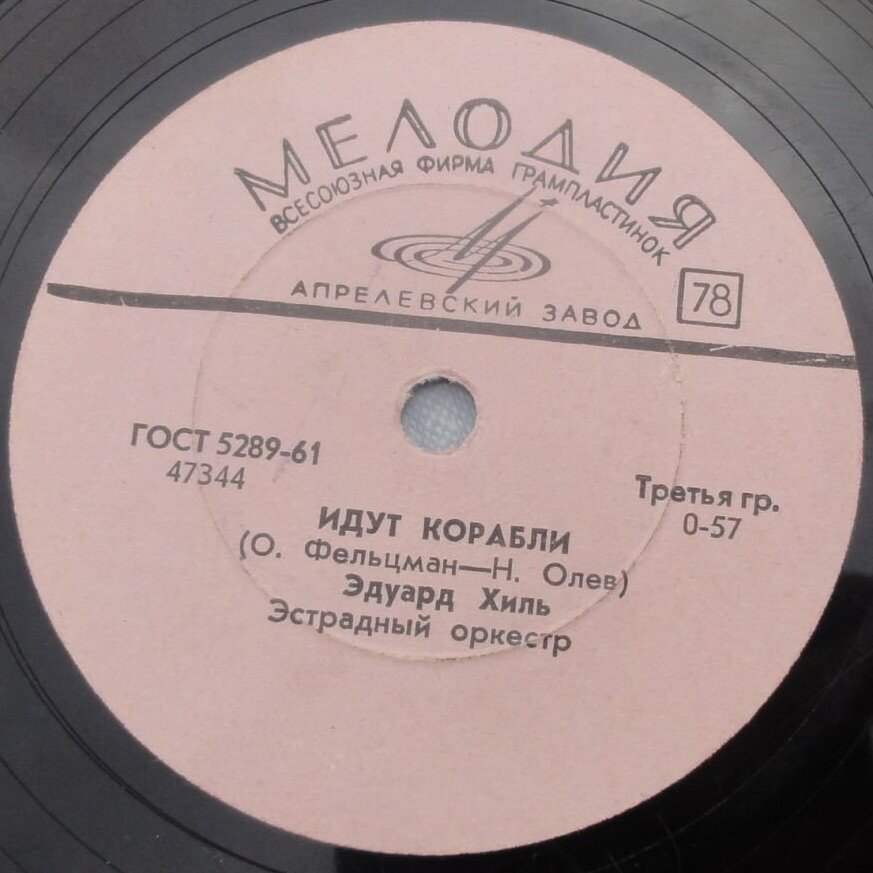 МЕЛОДИЯ
ВСЕСОЮЗНАЯ ФИРМА ГРАМПЛАСТИНОК
АПРЕЛЕВСКИЙ ЗАВОД
78
ГОСТ 5289-61
47344
Третья гр.
0-57
ИДУТ КОРАБЛИ
(О. Фельцман—Н. Олев)
Эдуард Хиль
Эстрадный оркестр